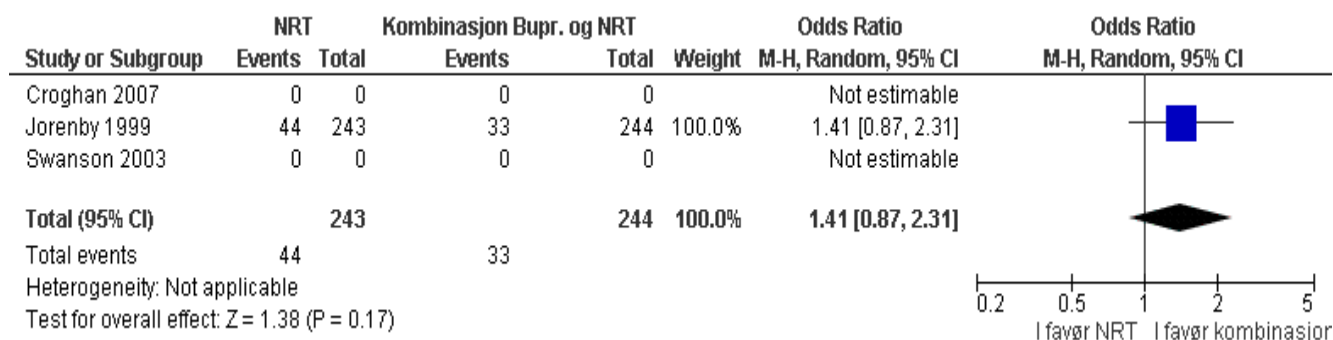 NRT Kombinasjon Bupr. og NRT Odds Ratio Odds Ratio
Study or Subgroup Events Total Events Total Weight M-H, Random, 95% CI M-H, Random, 95% CI
Croghan 2007 0 0 0 0 Not estimable
Jorenby 1999 44 243 33 244 100.0% 1.41 [0.87, 2.31]
Swanson 2003 0 0 0 0 Not estimable
Total (95% CI) 243 244 100.0% 1.41 [0.87, 2.31]
Total events 44 33
Heterogeneity: Not applicable
Test for overall effect: Z = 1.38 (P = 0.17)
0.2 0.5 1 2 5
I favør NRT I favør kombinasjon